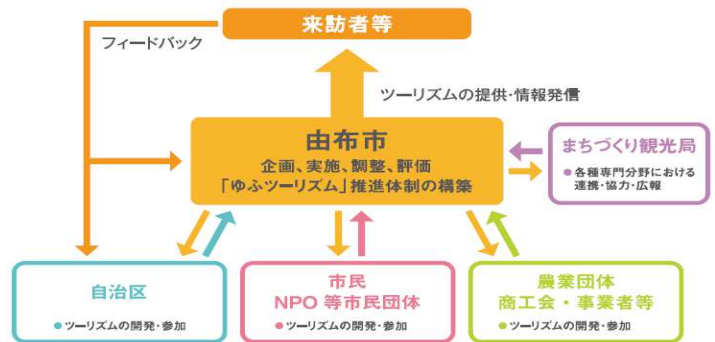 来訪者等
フィードバック
ツーリズムの提供・情報発信
由布市
企画、実施、調整、評価
「ゆふツーリズム」推進体制の構築
まちづくり観光局
●各種専門分野における
連携・協力・広報
自治区
●ツーリズムの開発・参加
市民
NPO 等市民団体
●ツーリズムの開発・参加
農業団体
商工会・事業者等
●ツーリズムの開発・参加